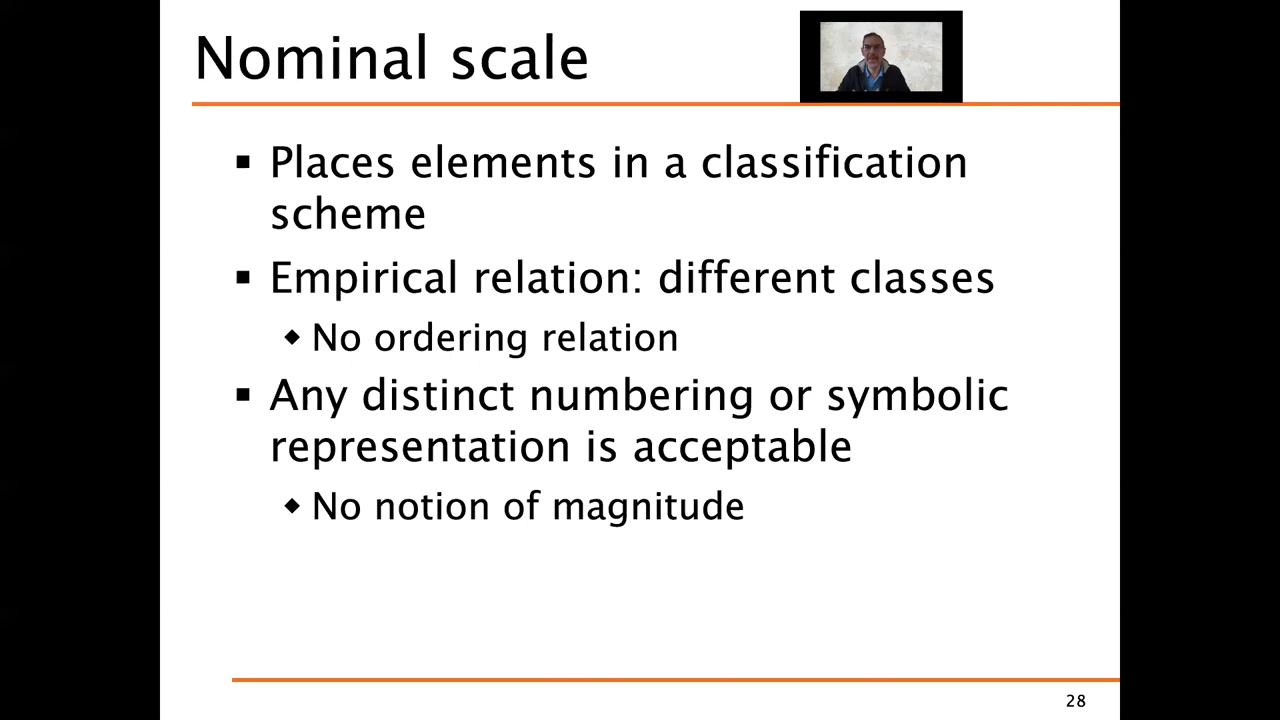 Nominal scale
▪ Places elements in a classification
scheme
▪ Empirical relation: different classes
◆ No ordering relation
▪ Any distinct numbering or symbolic
representation is acceptable
◆ No notion of magnitude
28